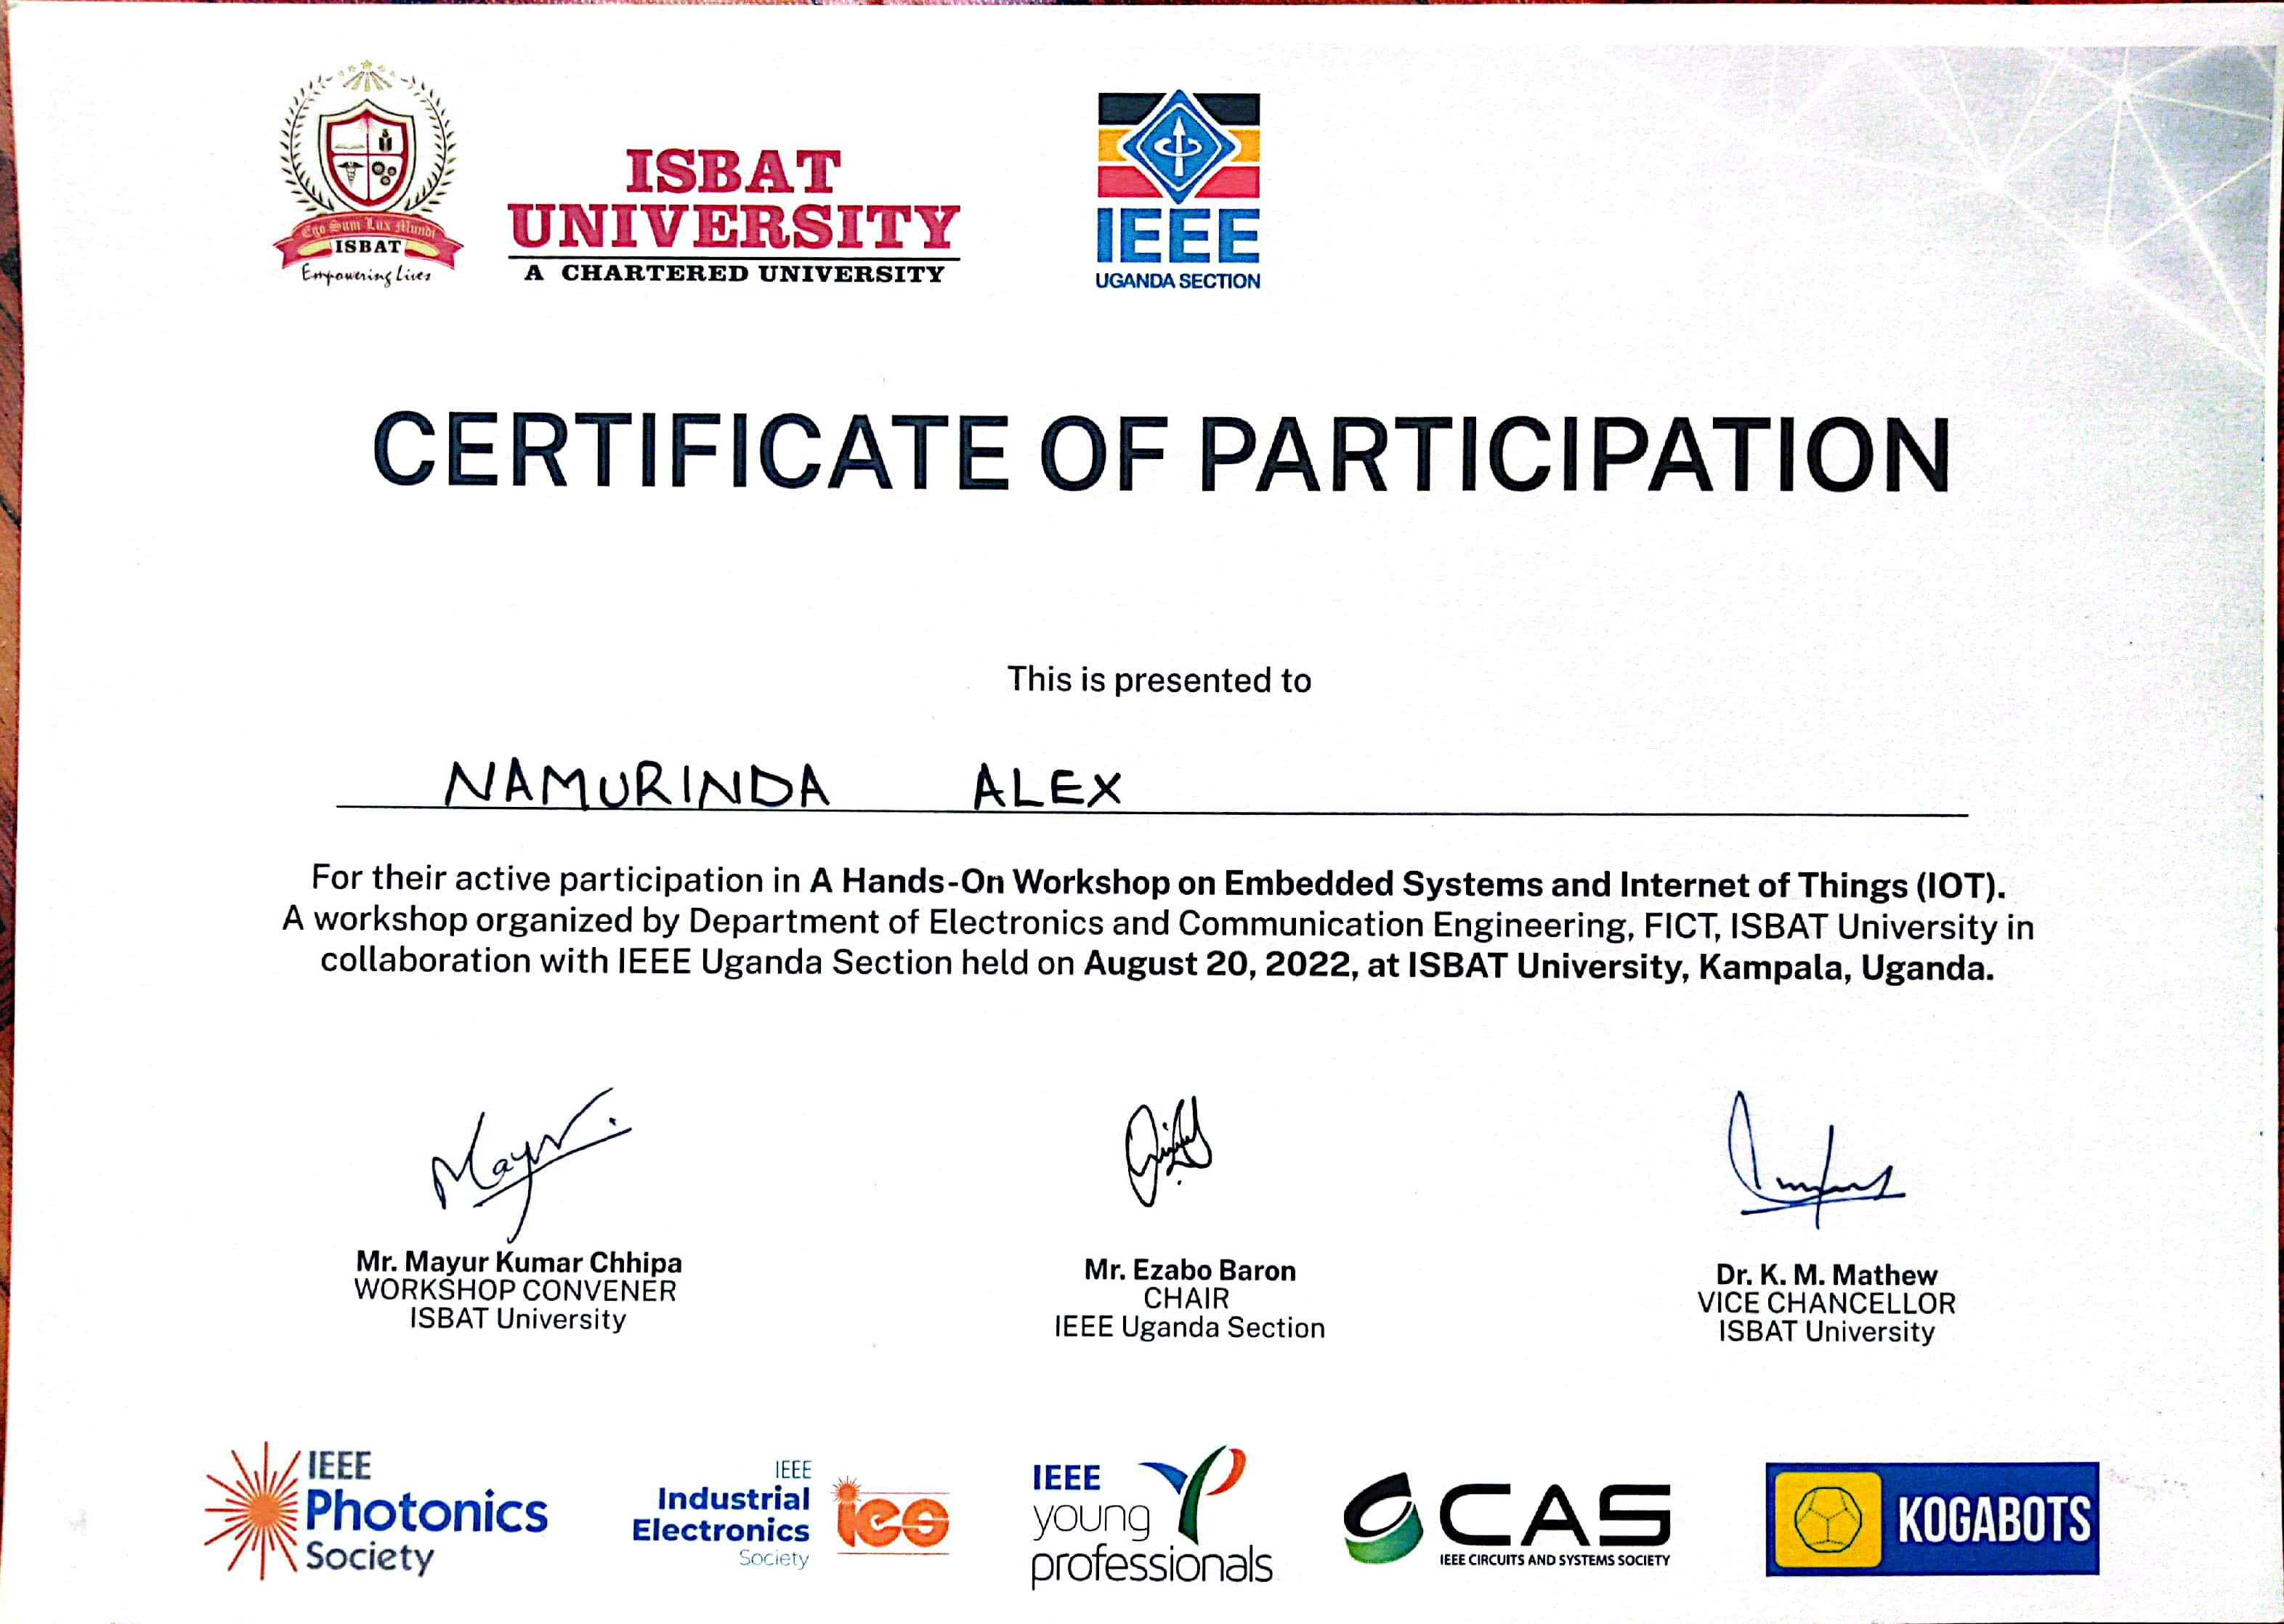 Ego Sum Lux Mundi
ISBAT
Empowering Lives
ISBAT
UNIVERSITY
A CHARTERED UNIVERSITY
IEEE
UGANDA SECTION
CERTIFICATE OF PARTICIPATION
This is presented to
NAMURINDA ALEX
For their active participation in A Hands-On Workshop on Embedded Systems and Internet of Things (IOT).
A workshop organized by Department of Electronics and Communication Engineering, FICT, ISBAT University in
collaboration with IEEE Uganda Section held on August 20, 2022, at ISBAT University, Kampala, Uganda.
Mayur.
Mr. Mayur Kumar Chhipa
WORKSHOP CONVENER
ISBAT University
Mr. Ezabo Baron
CHAIR
IEEE Uganda Section
Dr. K. M. Mathew
VICE CHANCELLOR
ISBAT University
IEEE
Photonics
Society
IEEE
Industrial
Electronics
Society
ies
IEEE
young
professionals
CAS
IEEE CIRCUITS AND SYSTEMS SOCIETY
KOGABOTS